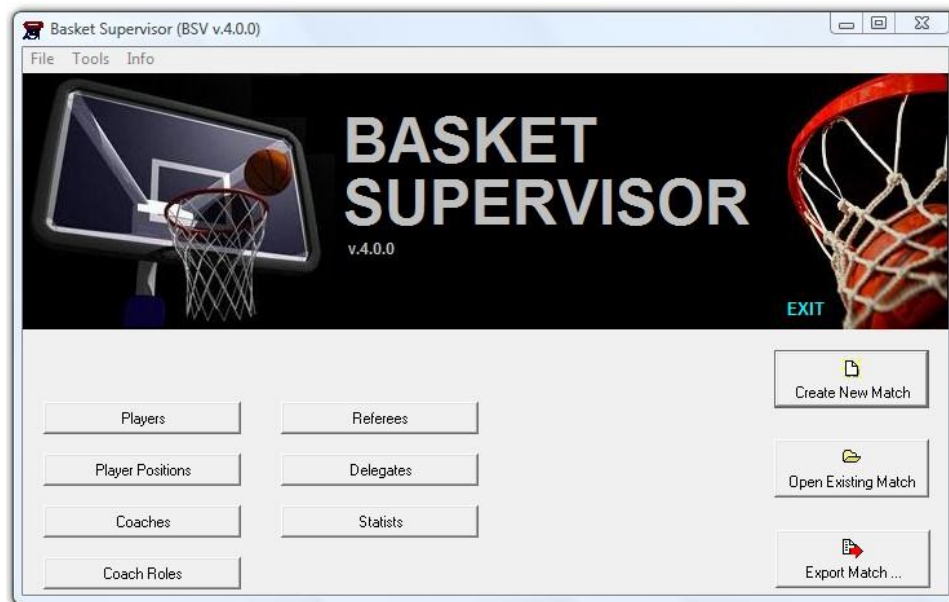 Basket Supervisor (BSV v.4.0.0)
File Tools Info
BASKET
SUPERVISOR
v.4.0.0
EXIT
Create New Match
Players Referees
Player Positions Delegates
Open Existing Match
Coaches Statists
Coach Roles
Export Match ...